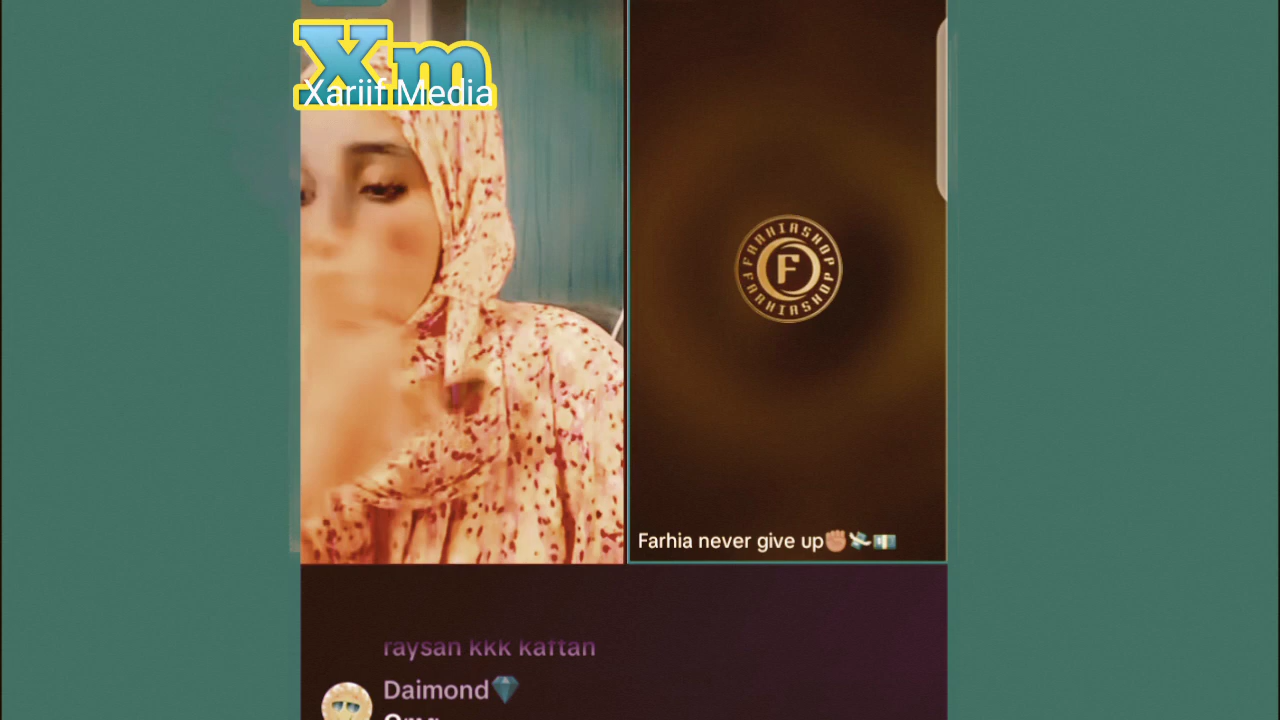 Xm
Xariif Media
FARHIASHOP
F
FARHIASHOP
Farhia never give up✊🏽💸💵
raysan kkk kaftan
Daimond💎